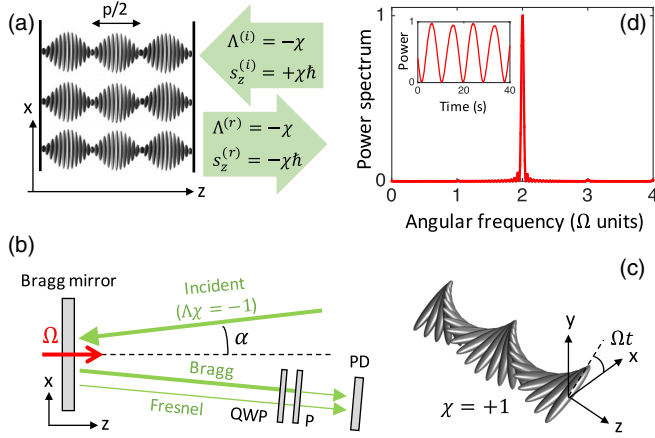 (a)
p/2
Λ⁽ⁱ⁾ = −χ
s_z⁽ⁱ⁾ = +χℏ
Λ⁽ʳ⁾ = −χ
s_z⁽ʳ⁾ = −χℏ
x
z
(d)
Power spectrum
1
0
0
1
2
3
4
Angular frequency (Ω units)
Power
1
0
0
20
40
Time (s)
(b)
Bragg mirror
Incident
(Λχ = −1)
Ω
α
Bragg
Fresnel
QWP
P
PD
x
z
(c)
y
Ωt
x
z
χ = +1